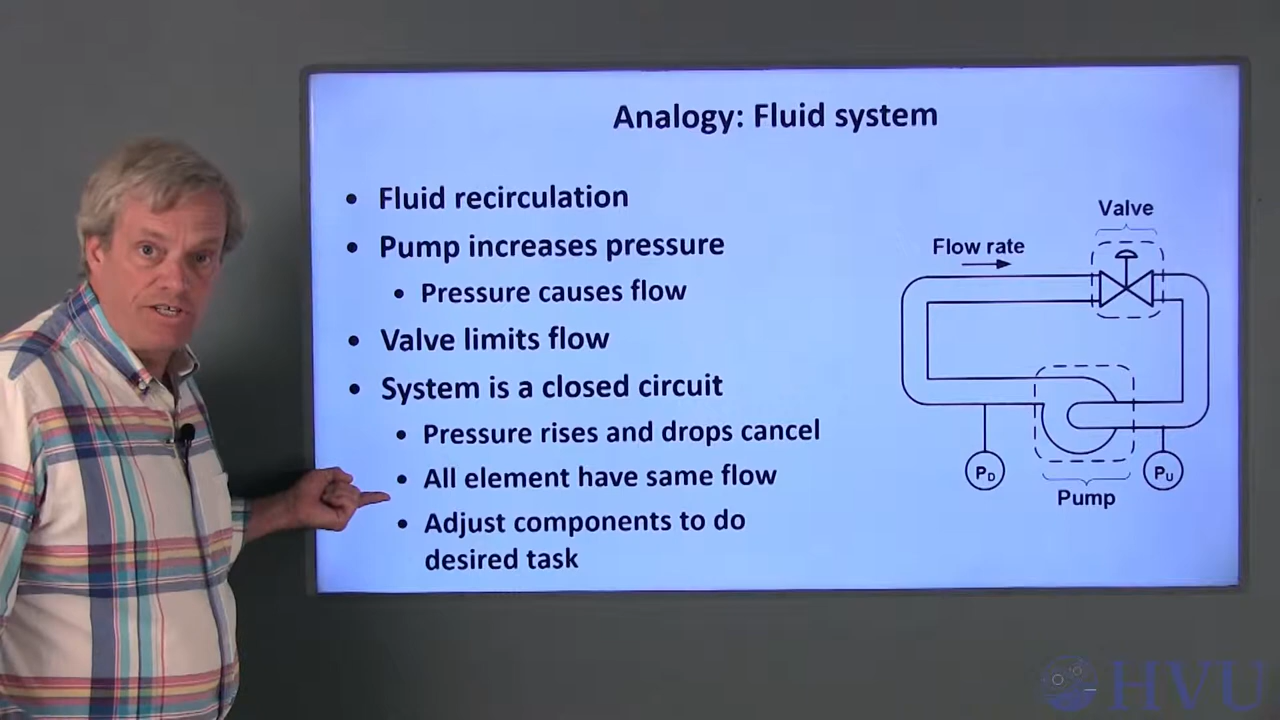 Analogy: Fluid system
• Fluid recirculation
• Pump increases pressure
• Pressure causes flow
• Valve limits flow
• System is a closed circuit
• Pressure rises and drops cancel
• All element have same flow
• Adjust components to do
desired task
Valve
Flow rate
PD
PU
Pump
HVU